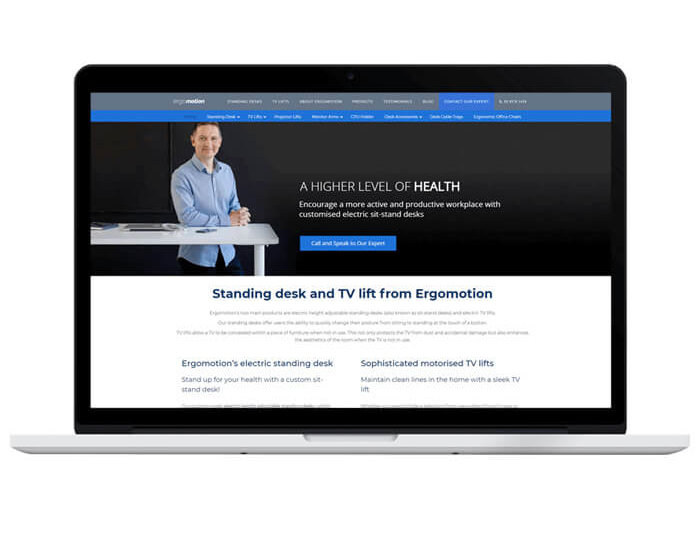 ergomotion STANDING DESKS TV LIFTS ABOUT ERGOMOTION PRODUCTS TESTIMONIALS BLOG CONTACT OUR EXPERT
Home Standing Desk TV Lifts Projector Lifts Monitor Arms CPU Holder Desk Accessories Desk Cable Trays Ergonomic Office Chairs
A HIGHER LEVEL OF HEALTH
Encourage a more active and productive workplace with
customised electric sit-stand desks
Call and Speak to Our Expert
Standing desk and TV lift from Ergomotion
Ergomotion's two main products are electric height adjustable standing desks (also known as sit-stand desks) and electric TV lifts.
Our standing desks offer users the ability to quickly change their posture from sitting to standing at the touch of a button.
TV lifts allow a TV to be concealed within a piece of furniture when not in use. This not only protects the TV from dust and accidental damage but also enhances
the aesthetics of the room when the TV is not in use.
Ergomotion's electric standing desk
Stand up for your health with a custom sit-
stand desk!
Sophisticated motorised TV lifts
Maintain clean lines in the home with a sleek TV
lift